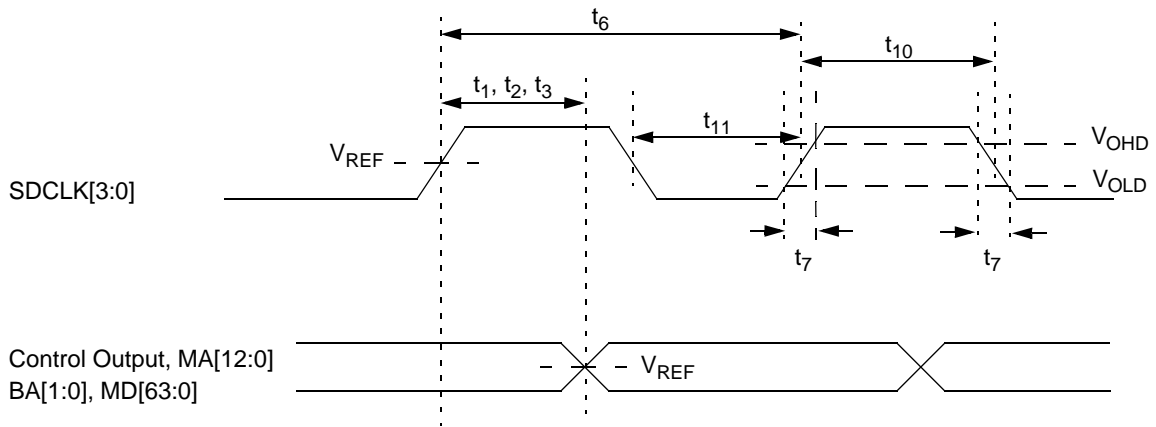 t6
t10
t1, t2, t3
t11
VREF
VOHD
SDCLK[3:0]
VOLD
t7
t7
Control Output, MA[12:0]
VREF
BA[1:0], MD[63:0]